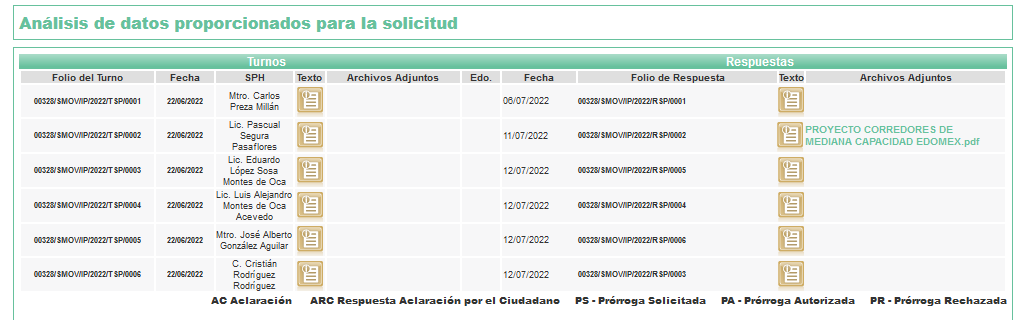 Análisis de datos proporcionados para la solicitud
Turnos Respuestas
Folio del Turno Fecha SPH Texto Archivos Adjuntos Edo. Fecha Folio de Respuesta Texto Archivos Adjuntos
00328/SMOV/IP/2022/TSP/0001 22/06/2022 Mtro. Carlos 06/07/2022 00328/SMOV/IP/2022/RSP/0001
Preza Millán
00328/SMOV/IP/2022/TSP/0002 22/06/2022 Lic. Pascual 11/07/2022 00328/SMOV/IP/2022/RSP/0002 PROYECTO CORREDORES DE
Segura MEDIANA CAPACIDAD EDOMEX.pdf
Pasaflores
00328/SMOV/IP/2022/TSP/0003 22/06/2022 Lic. Eduardo 12/07/2022 00328/SMOV/IP/2022/RSP/0005
López Sosa
Montes de Oca
00328/SMOV/IP/2022/TSP/0004 22/06/2022 Lic. Luis Alejandro 12/07/2022 00328/SMOV/IP/2022/RSP/0004
Montes de Oca
Acevedo
00328/SMOV/IP/2022/TSP/0005 22/06/2022 Mtro. José Alberto 12/07/2022 00328/SMOV/IP/2022/RSP/0006
González Aguilar
00328/SMOV/IP/2022/TSP/0006 22/06/2022 C. Cristián 12/07/2022 00328/SMOV/IP/2022/RSP/0003
Rodríguez
Rodríguez
AC Aclaración ARC Respuesta Aclaración por el Ciudadano PS - Prórroga Solicitada PA - Prórroga Autorizada PR - Prórroga Rechazada